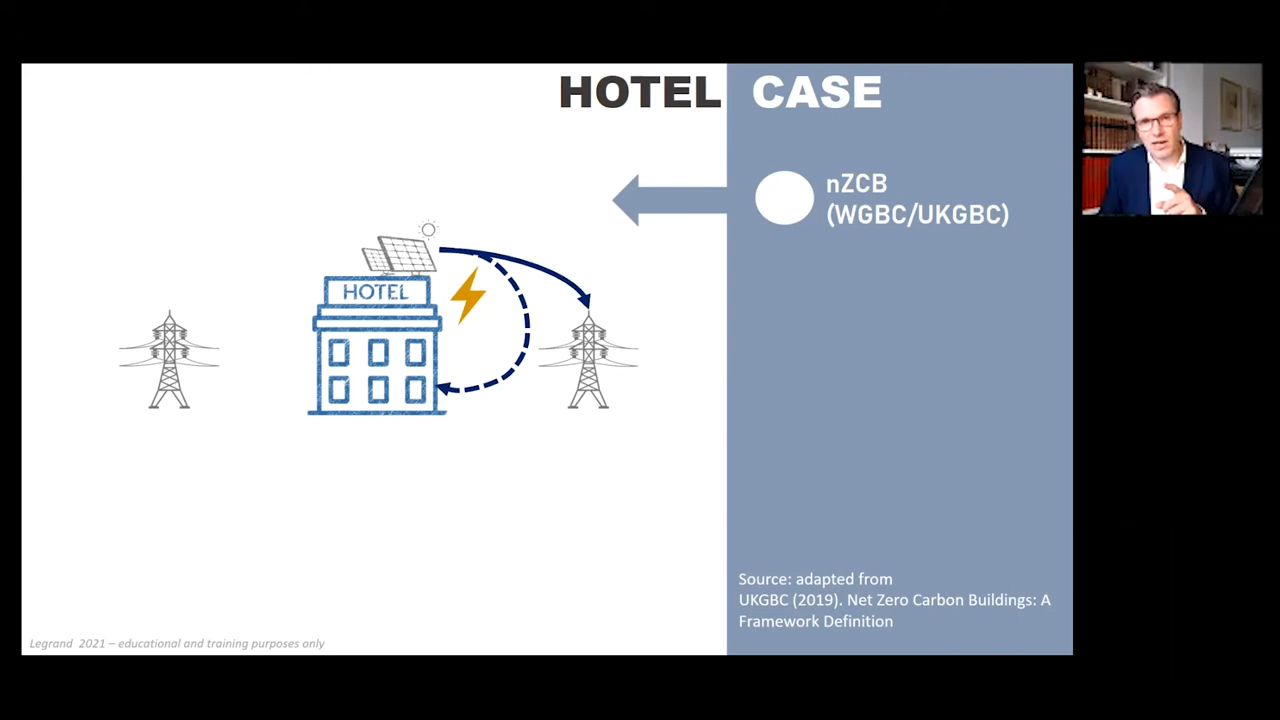 HOTEL CASE
nZCB
(WGBC/UKGBC)
HOTEL
Source: adapted from
UKGBC (2019). Net Zero Carbon Buildings: A
Framework Definition
Legrand 2021 – educational and training purposes only